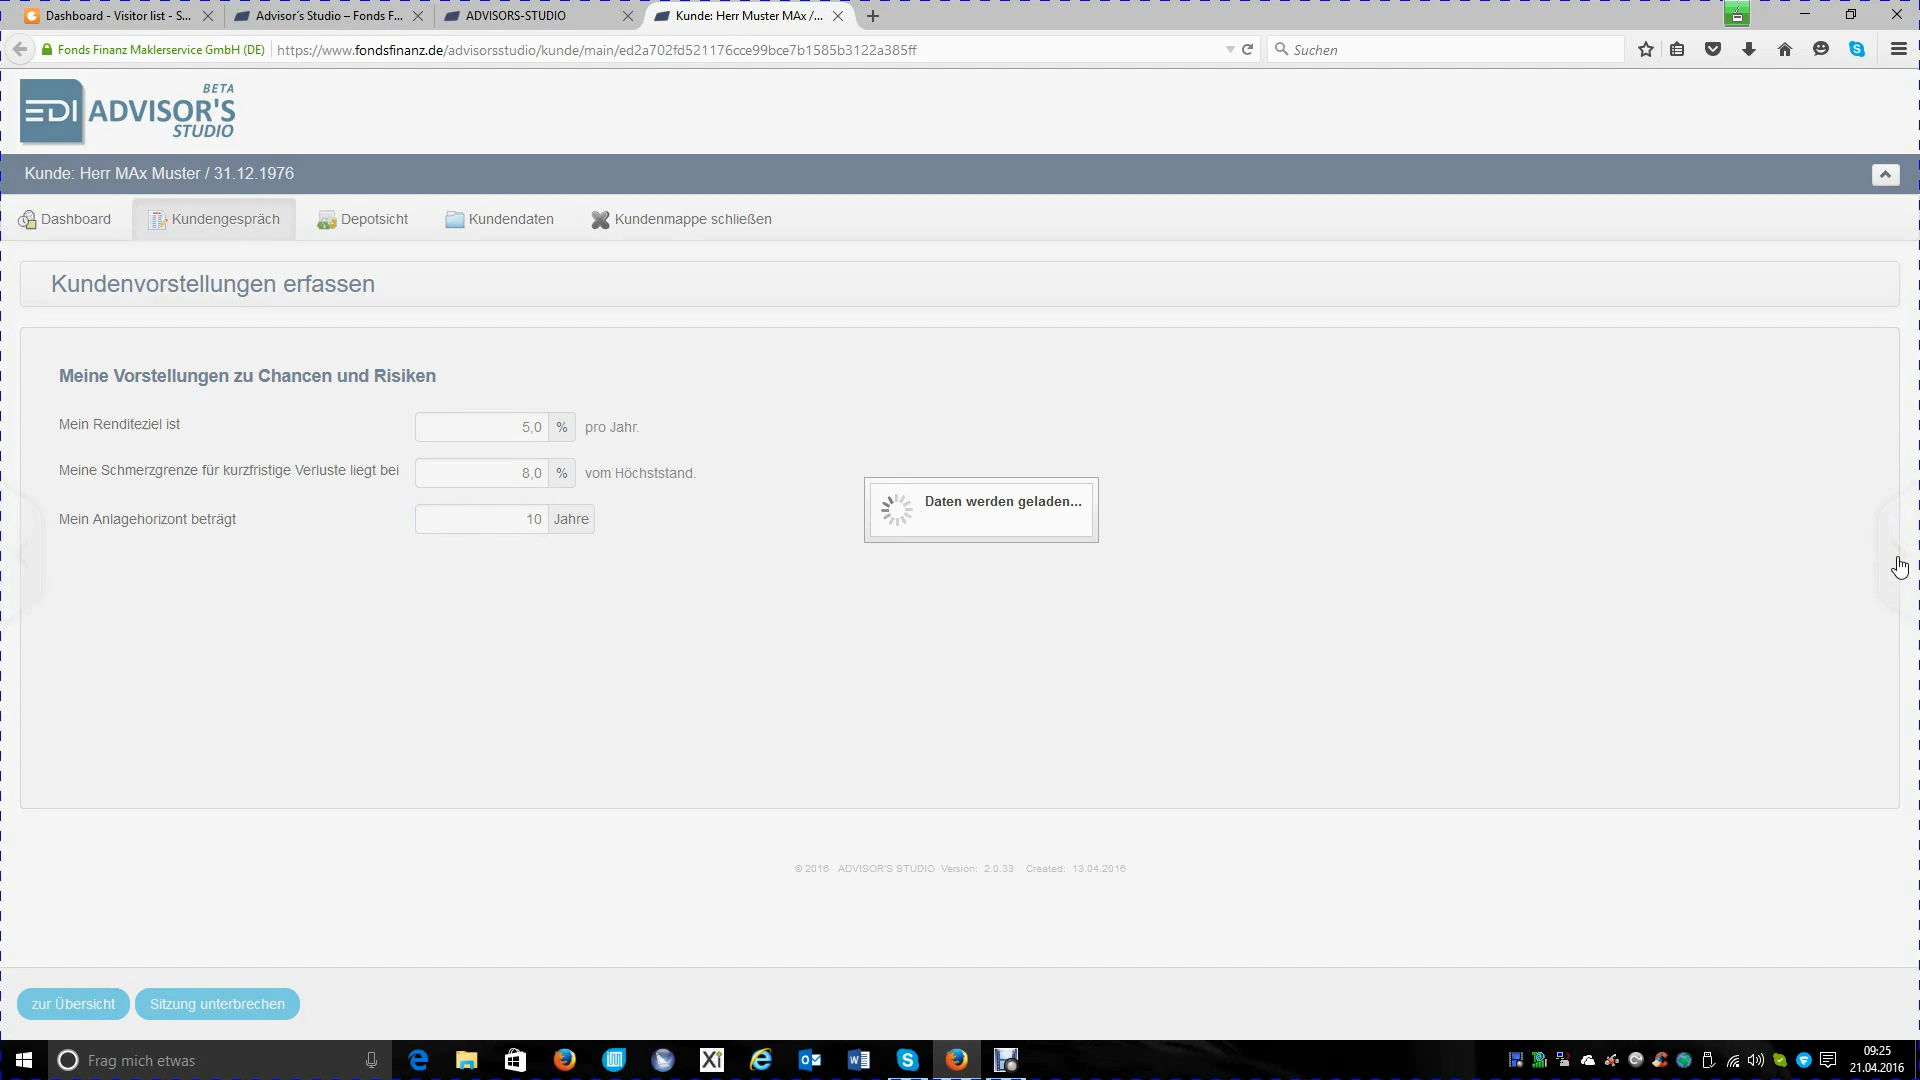 Dashboard - Visitor list - S...
Advisor´s Studio – Fonds F...
ADVISORS-STUDIO
Kunde: Herr Muster MAx /...
Fonds Finanz Maklerservice GmbH (DE)
https://www.fondsfinanz.de/advisorsstudio/kunde/main/ed2a702fd521176cce99bce7b1585b3122a385ff
Suchen
BETA
EDI ADVISOR'S
STUDIO
Kunde: Herr MAx Muster / 31.12.1976
Dashboard
Kundengespräch
Depotsicht
Kundendaten
Kundenmappe schließen
Kundenvorstellungen erfassen
Meine Vorstellungen zu Chancen und Risiken
Mein Renditeziel ist 5,0 % pro Jahr.
Meine Schmerzgrenze für kurzfristige Verluste liegt bei 8,0 % vom Höchststand.
Daten werden geladen...
Mein Anlagehorizont beträgt 10 Jahre
© 2016 ADVISOR'S STUDIO Version: 2.0.33 Created: 13.04.2016
zur Übersicht
Sitzung unterbrechen
Frag mich etwas
09:25
21.04.2016